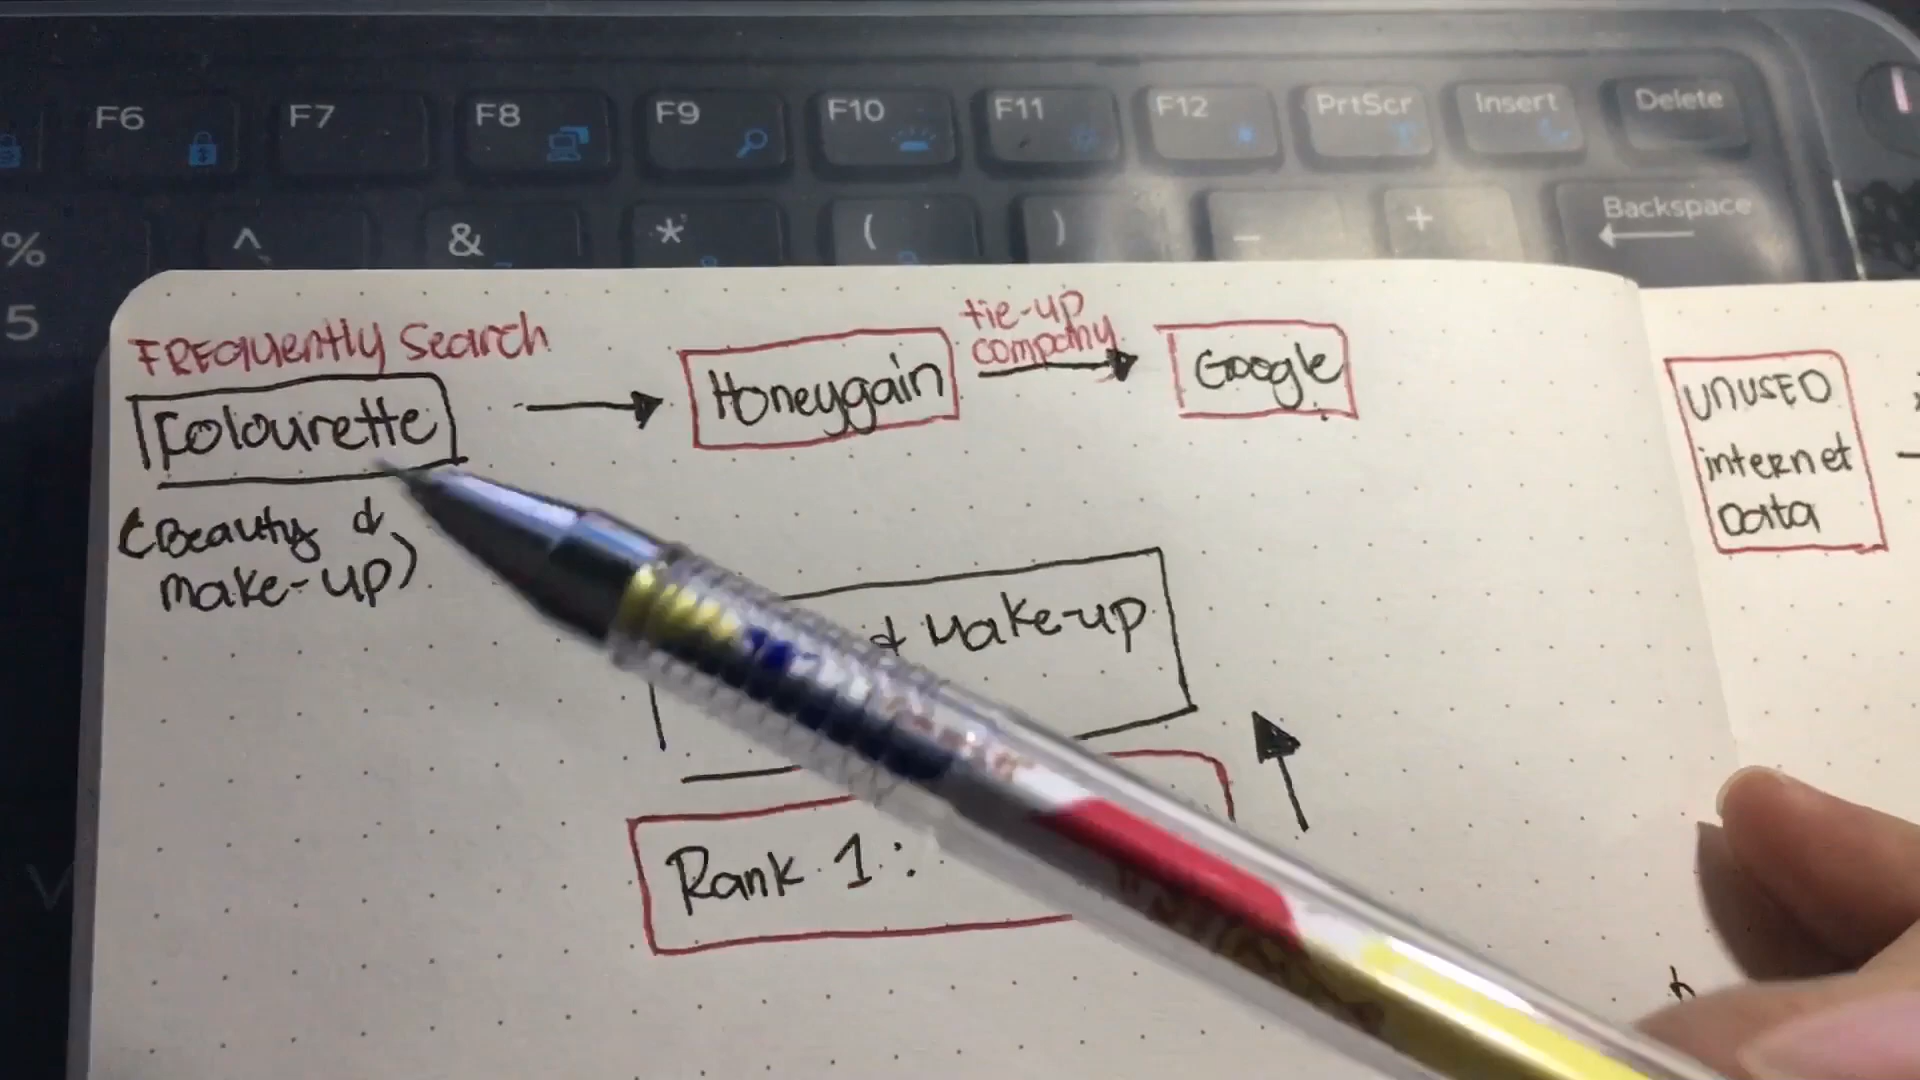 F6 F7 F8 F9 F10 F11 F12 PrtScr Insert Delete
% ^ & * ( ) - + Backspace
5
FREquently Search
Colourette
(Beauty &
make-up)
Honeygain
tie-up
company
Google
& Make-up
Rank 1:
UNUSED
internet
Data